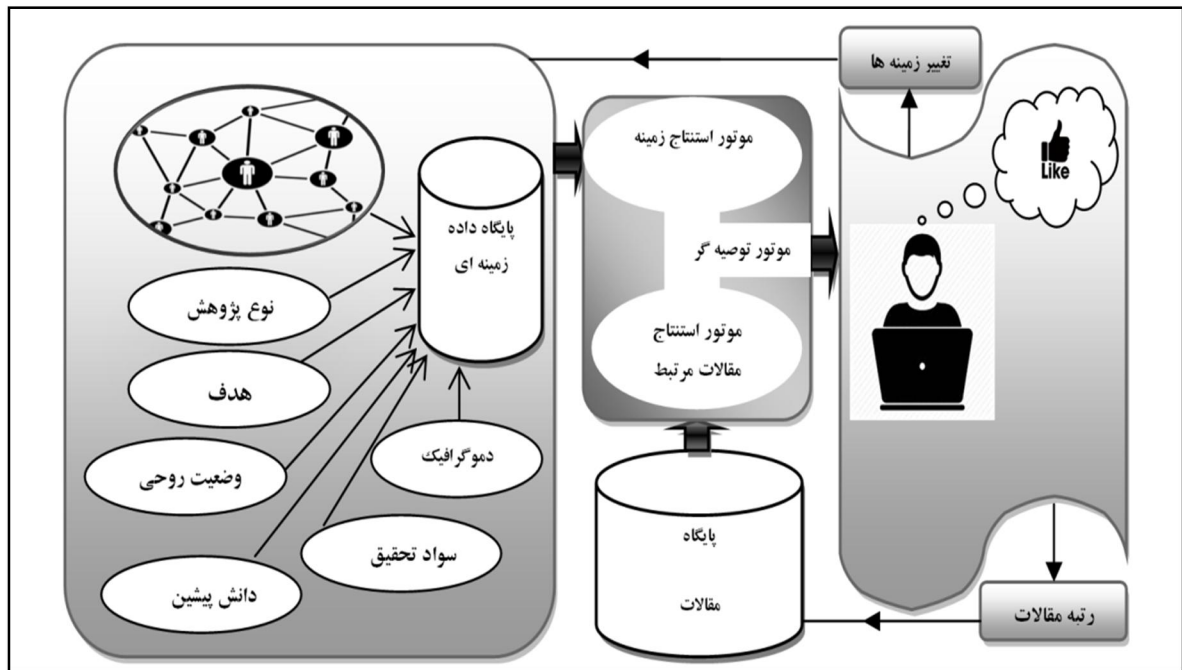 تغییر زمینه ها
Like
موتور استنتاج زمینه
پایگاه داده
زمینه ای
موتور توصیه گر
نوع پژوهش
موتور استنتاج
مقالات مرتبط
هدف
دموگرافیک
وضعیت روحی
سواد تحقیق
دانش پیشین
پایگاه
مقالات
رتبه مقالات